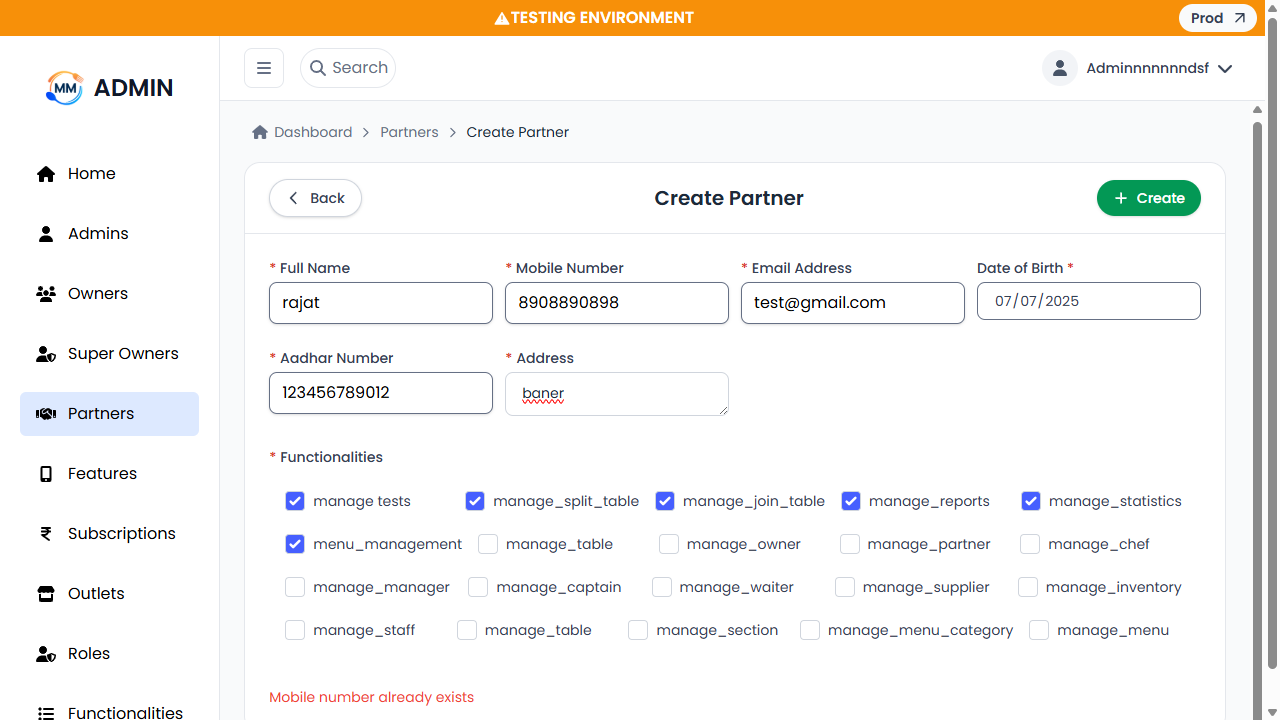 TESTING ENVIRONMENT
Prod
MM ADMIN
Search
Adminnnnnnndsf
Dashboard > Partners > Create Partner
Home
Admins
Owners
Super Owners
Partners
Features
Subscriptions
Outlets
Roles
Functionalities
Back
Create Partner
+ Create
* Full Name * Mobile Number * Email Address Date of Birth *
rajat 8908890898 test@gmail.com 07/07/2025
* Aadhar Number * Address
123456789012 baner
* Functionalities
manage tests manage_split_table manage_join_table manage_reports manage_statistics
menu_management manage_table manage_owner manage_partner manage_chef
manage_manager manage_captain manage_waiter manage_supplier manage_inventory
manage_staff manage_table manage_section manage_menu_category manage_menu
Mobile number already exists